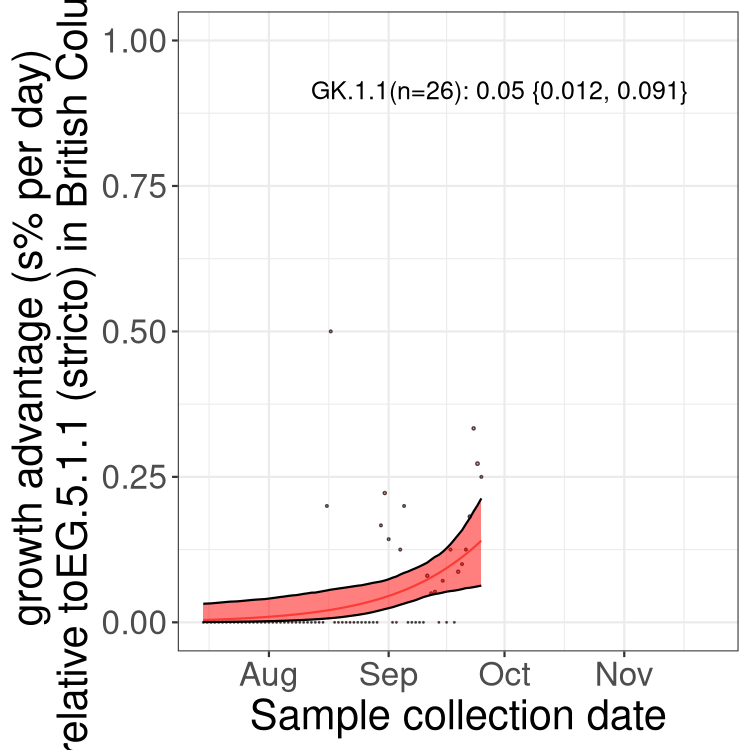 growth advantage (s% per day)
relative toEG.5.1.1 (stricto) in British Colu
1.00
0.75
0.50
0.25
0.00
GK.1.1(n=26): 0.05 {0.012, 0.091}
Aug Sep Oct Nov
Sample collection date